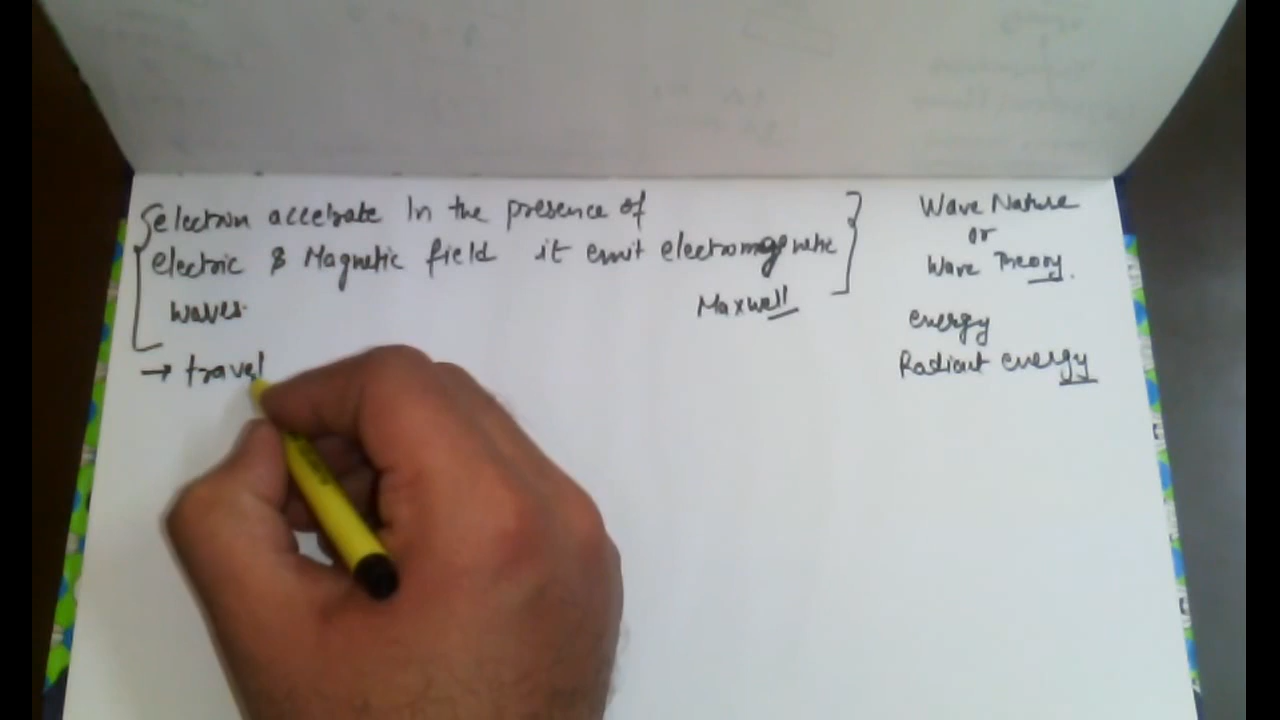 electron accelrate In the presence of
electric & Magnetic field it emit electromagnetic
waves.
Maxwell
→ travel
Wave Nature
or
Wave Theory.
energy
Radiant energy